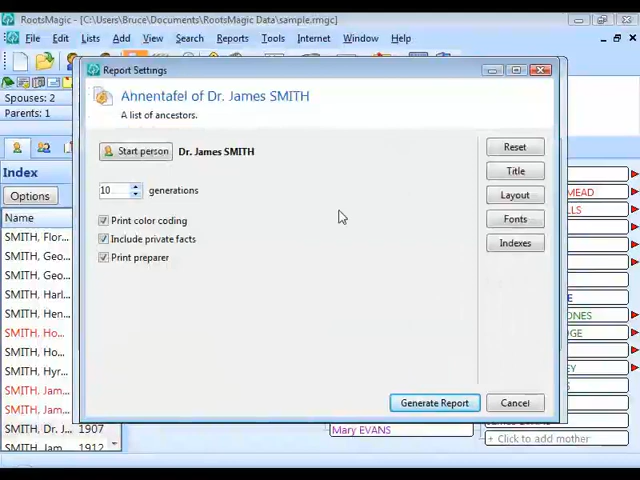 RootsMagic - [C:\Users\Bruce\Documents\RootsMagic Data\sample.rmgc]
File Edit Lists Add View Search Reports Tools Internet Window Help
Report Settings
Spouses: 2
Parents: 1
Ahnentafel of Dr. James SMITH
A list of ancestors.
Start person Dr. James SMITH
10 generations
Print color coding
Include private facts
Print preparer
Reset
Title
Layout
Fonts
Indexes
Generate Report Cancel
Index
Options
Name
SMITH, Flor...
SMITH, Geo...
SMITH, Geo...
SMITH, Harl...
SMITH, Hen...
SMITH, Ho...
SMITH, Ho...
SMITH, Hyr...
SMITH, Jam...
SMITH, Jam...
SMITH, Dr. J... 1907
SMITH, Jam 1912
MEAD
LLS
ONES
GE
EY
Mary EVANS
+ Click to add mother